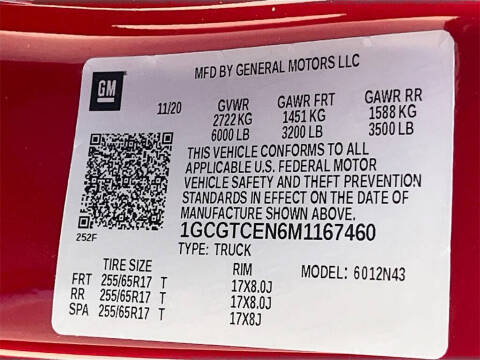 MFD BY GENERAL MOTORS LLC
GM
11/20 GVWR GAWR FRT GAWR RR
2722 KG 1451 KG 1588 KG
6000 LB 3200 LB 3500 LB
THIS VEHICLE CONFORMS TO ALL
APPLICABLE U.S. FEDERAL MOTOR
VEHICLE SAFETY AND THEFT PREVENTION
STANDARDS IN EFFECT ON THE DATE OF
MANUFACTURE SHOWN ABOVE.
252F
1GCGTCEN6M1167460
TYPE: TRUCK
TIRE SIZE RIM MODEL: 6012N43
FRT 255/65R17 T 17X8.0J
RR 255/65R17 T 17X8.0J
SPA 255/65R17 T 17X8J